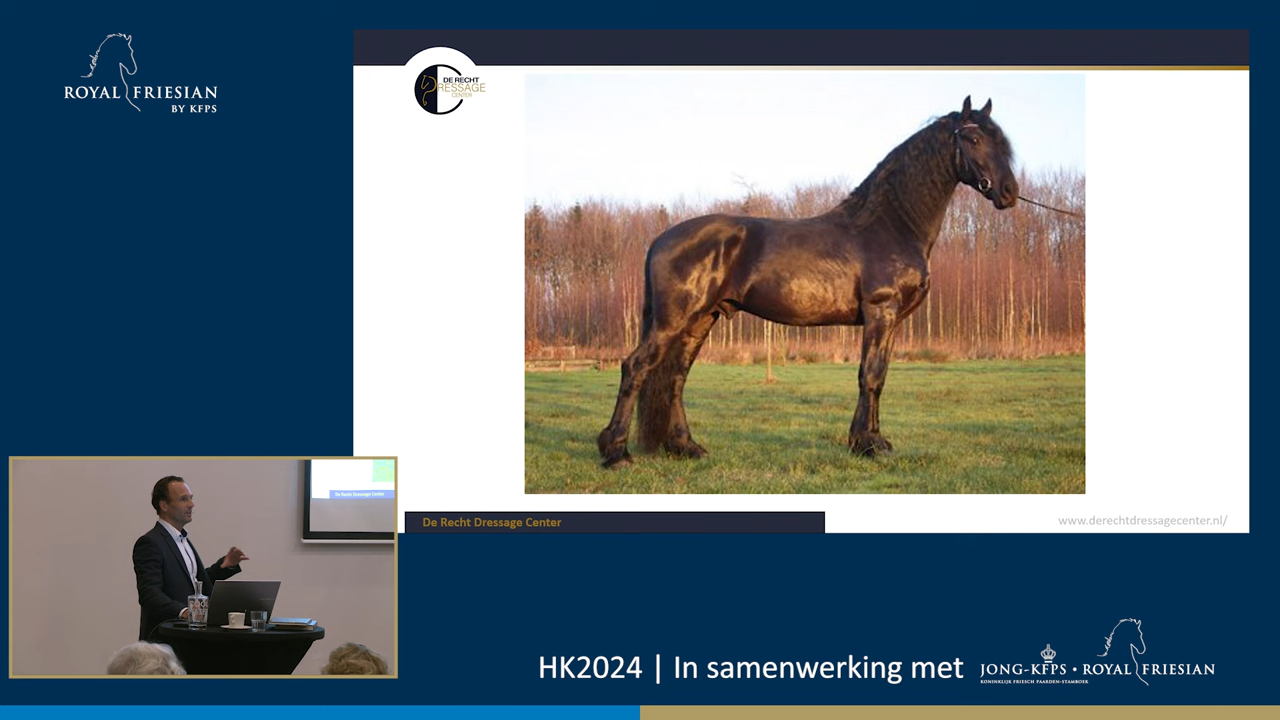 ROYAL FRIESIAN
BY KFPS
DE RECHT
DRESSAGE
CENTER
De Recht Dressage Center
www.derechtdressagecenter.nl/
De Recht Dressage Center
HK2024 | In samenwerking met
JONG-KFPS • ROYAL FRIESIAN
KONINKLIJK FRIESCH PAARDEN-STAMBOEK